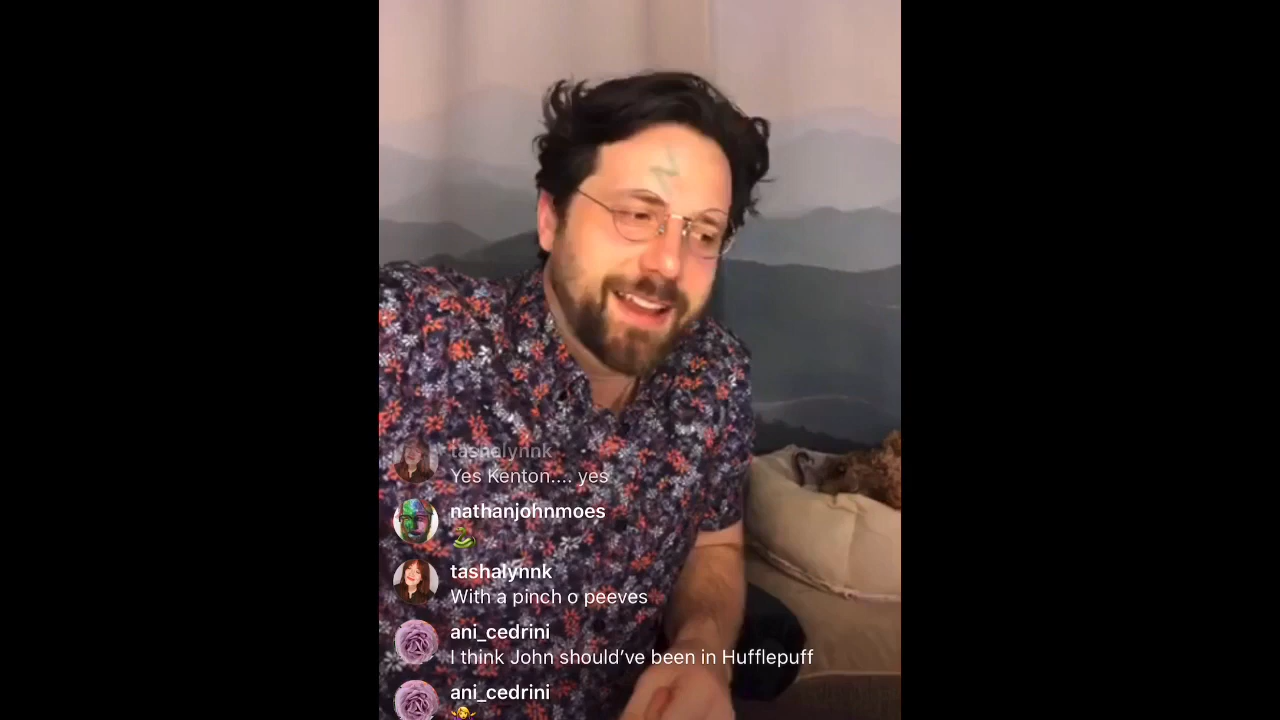 tashalynnk
Yes Kenton.... yes
nathanjohnmoes
🐍
tashalynnk
With a pinch o peeves
ani_cedrini
I think John should’ve been in Hufflepuff
ani_cedrini